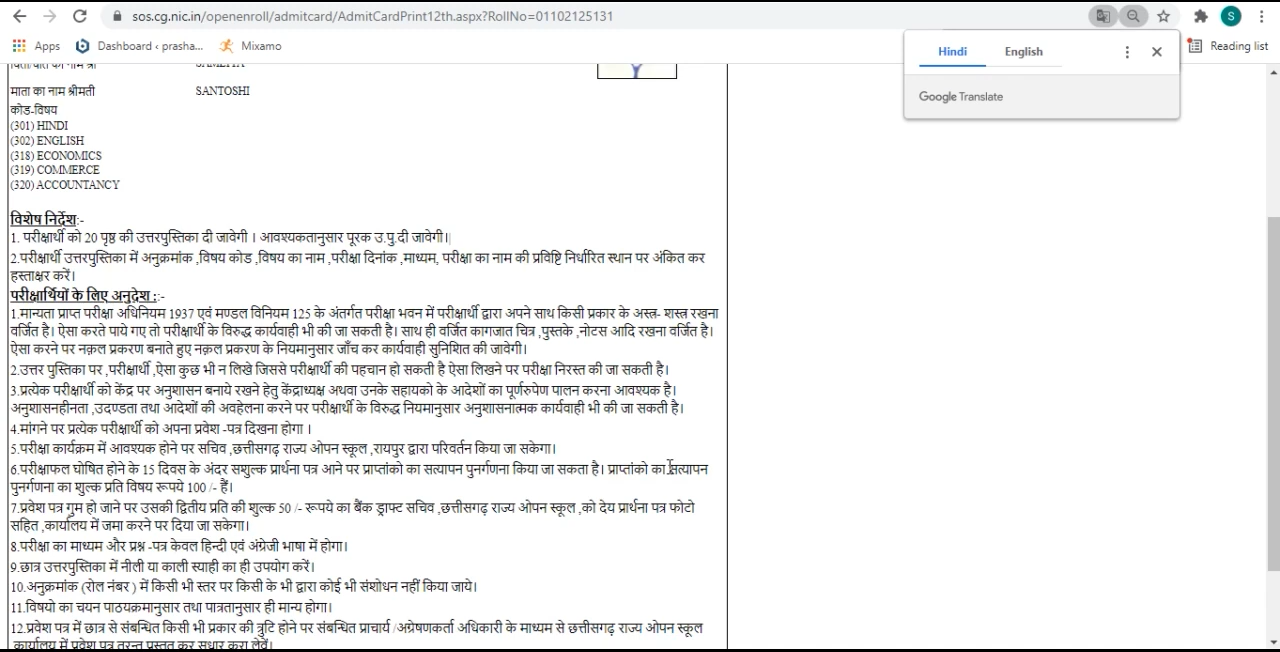 sos.cg.nic.in/openenroll/admitcard/AdmitCardPrint12th.aspx?RollNo=01102125131
S
Apps Dashboard ‹ prasha... Mixamo
Reading list
Hindi English
Google Translate
माता का नाम श्रीमती SANTOSHI
कोड-विषय
(301) HINDI
(302) ENGLISH
(318) ECONOMICS
(319) COMMERCE
(320) ACCOUNTANCY
विशेष निर्देश:-
1. परीक्षार्थी को 20 पृष्ठ की उत्तरपुस्तिका दी जावेगी । आवश्यकतानुसार पूरक उ.पु.दी जावेगी।
2.परीक्षार्थी उत्तरपुस्तिका में अनुक्रमांक ,विषय कोड ,विषय का नाम ,परीक्षा दिनांक ,माध्यम, परीक्षा का नाम की प्रविष्टि निर्धारित स्थान पर अंकित कर
हस्ताक्षर करें।
परीक्षार्थियों के लिए अनुदेश ::-
1.मान्यता प्राप्त परीक्षा अधिनियम 1937 एवं मण्डल विनियम 125 के अंतर्गत परीक्षा भवन में परीक्षार्थी द्वारा अपने साथ किसी प्रकार के अस्त्र- शस्त्र रखना
वर्जित है। ऐसा करते पाये गए तो परीक्षार्थी के विरुद्ध कार्यवाही भी की जा सकती है। साथ ही वर्जित कागजात चित्र ,पुस्तके ,नोटस आदि रखना वर्जित है।
ऐसा करने पर नक़ल प्रकरण बनाते हुए नक़ल प्रकरण के नियमानुसार जाँच कर कार्यवाही सुनिशित की जावेगी।
2.उत्तर पुस्तिका पर ,परीक्षार्थी ,ऐसा कुछ भी न लिखे जिससे परीक्षार्थी की पहचान हो सकती है ऐसा लिखने पर परीक्षा निरस्त की जा सकती है।
3.प्रत्येक परीक्षार्थी को केंद्र पर अनुशासन बनाये रखने हेतु केंद्राध्यक्ष अथवा उनके सहायको के आदेशों का पूर्णरुपेण पालन करना आवश्यक है।
अनुशासनहीनता ,उदण्डता तथा आदेशों की अवहेलना करने पर परीक्षार्थी के विरुद्ध नियमानुसार अनुशासनात्मक कार्यवाही भी की जा सकती है।
4.मांगने पर प्रत्येक परीक्षार्थी को अपना प्रवेश -पत्र दिखना होगा ।
5.परीक्षा कार्यक्रम में आवश्यक होने पर सचिव ,छत्तीसगढ़ राज्य ओपन स्कूल ,रायपुर द्वारा परिवर्तन किया जा सकेगा।
6.परीक्षाफल घोषित होने के 15 दिवस के अंदर सशुल्क प्रार्थना पत्र आने पर प्राप्तांको का सत्यापन पुनर्गणना किया जा सकता है। प्राप्तांको का सत्यापन
पुनर्गणना का शुल्क प्रति विषय रूपये 100 /- हैं।
7.प्रवेश पत्र गुम हो जाने पर उसकी द्वितीय प्रति की शुल्क 50 /- रूपये का बैंक ड्राफ्ट सचिव ,छत्तीसगढ़ राज्य ओपन स्कूल ,को देय प्रार्थना पत्र फोटो
सहित ,कार्यालय में जमा करने पर दिया जा सकेगा।
8.परीक्षा का माध्यम और प्रश्न -पत्र केवल हिन्दी एवं अंग्रेजी भाषा में होगा।
9.छात्र उत्तरपुस्तिका में नीली या काली स्याही का ही उपयोग करें।
10.अनुक्रमांक (रोल नंबर ) में किसी भी स्तर पर किसी के भी द्वारा कोई भी संशोधन नहीं किया जाये।
11.विषयो का चयन पाठयक्रमानुसार तथा पात्रतानुसार ही मान्य होगा।
12.प्रवेश पत्र में छात्र से संबन्धित किसी भी प्रकार की त्रुटि होने पर संबन्धित प्राचार्य /अग्रेषणकर्ता अधिकारी के माध्यम से छत्तीसगढ़ राज्य ओपन स्कूल
कार्यालय में प्रवेश पत्र तुरन्त प्रस्तुत कर सुधार करा लेवें।